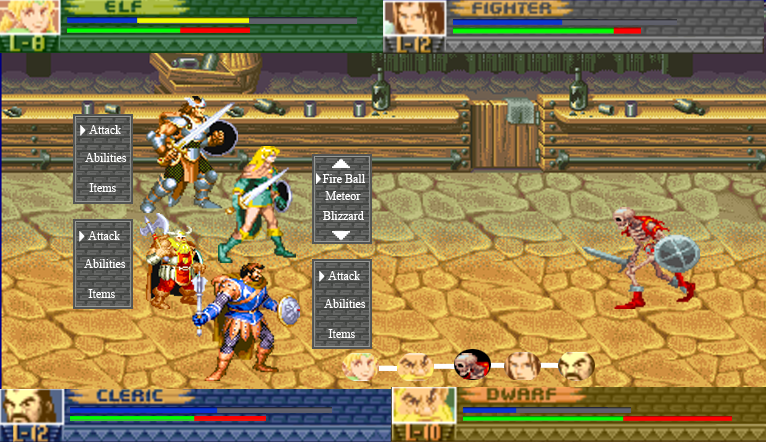 ELF
L-8
FIGHTER
L-12
Attack
Abilities
Items
Fire Ball
Meteor
Blizzard
Attack
Abilities
Items
Attack
Abilities
Items
CLERIC
L-12
DWARF
L-10